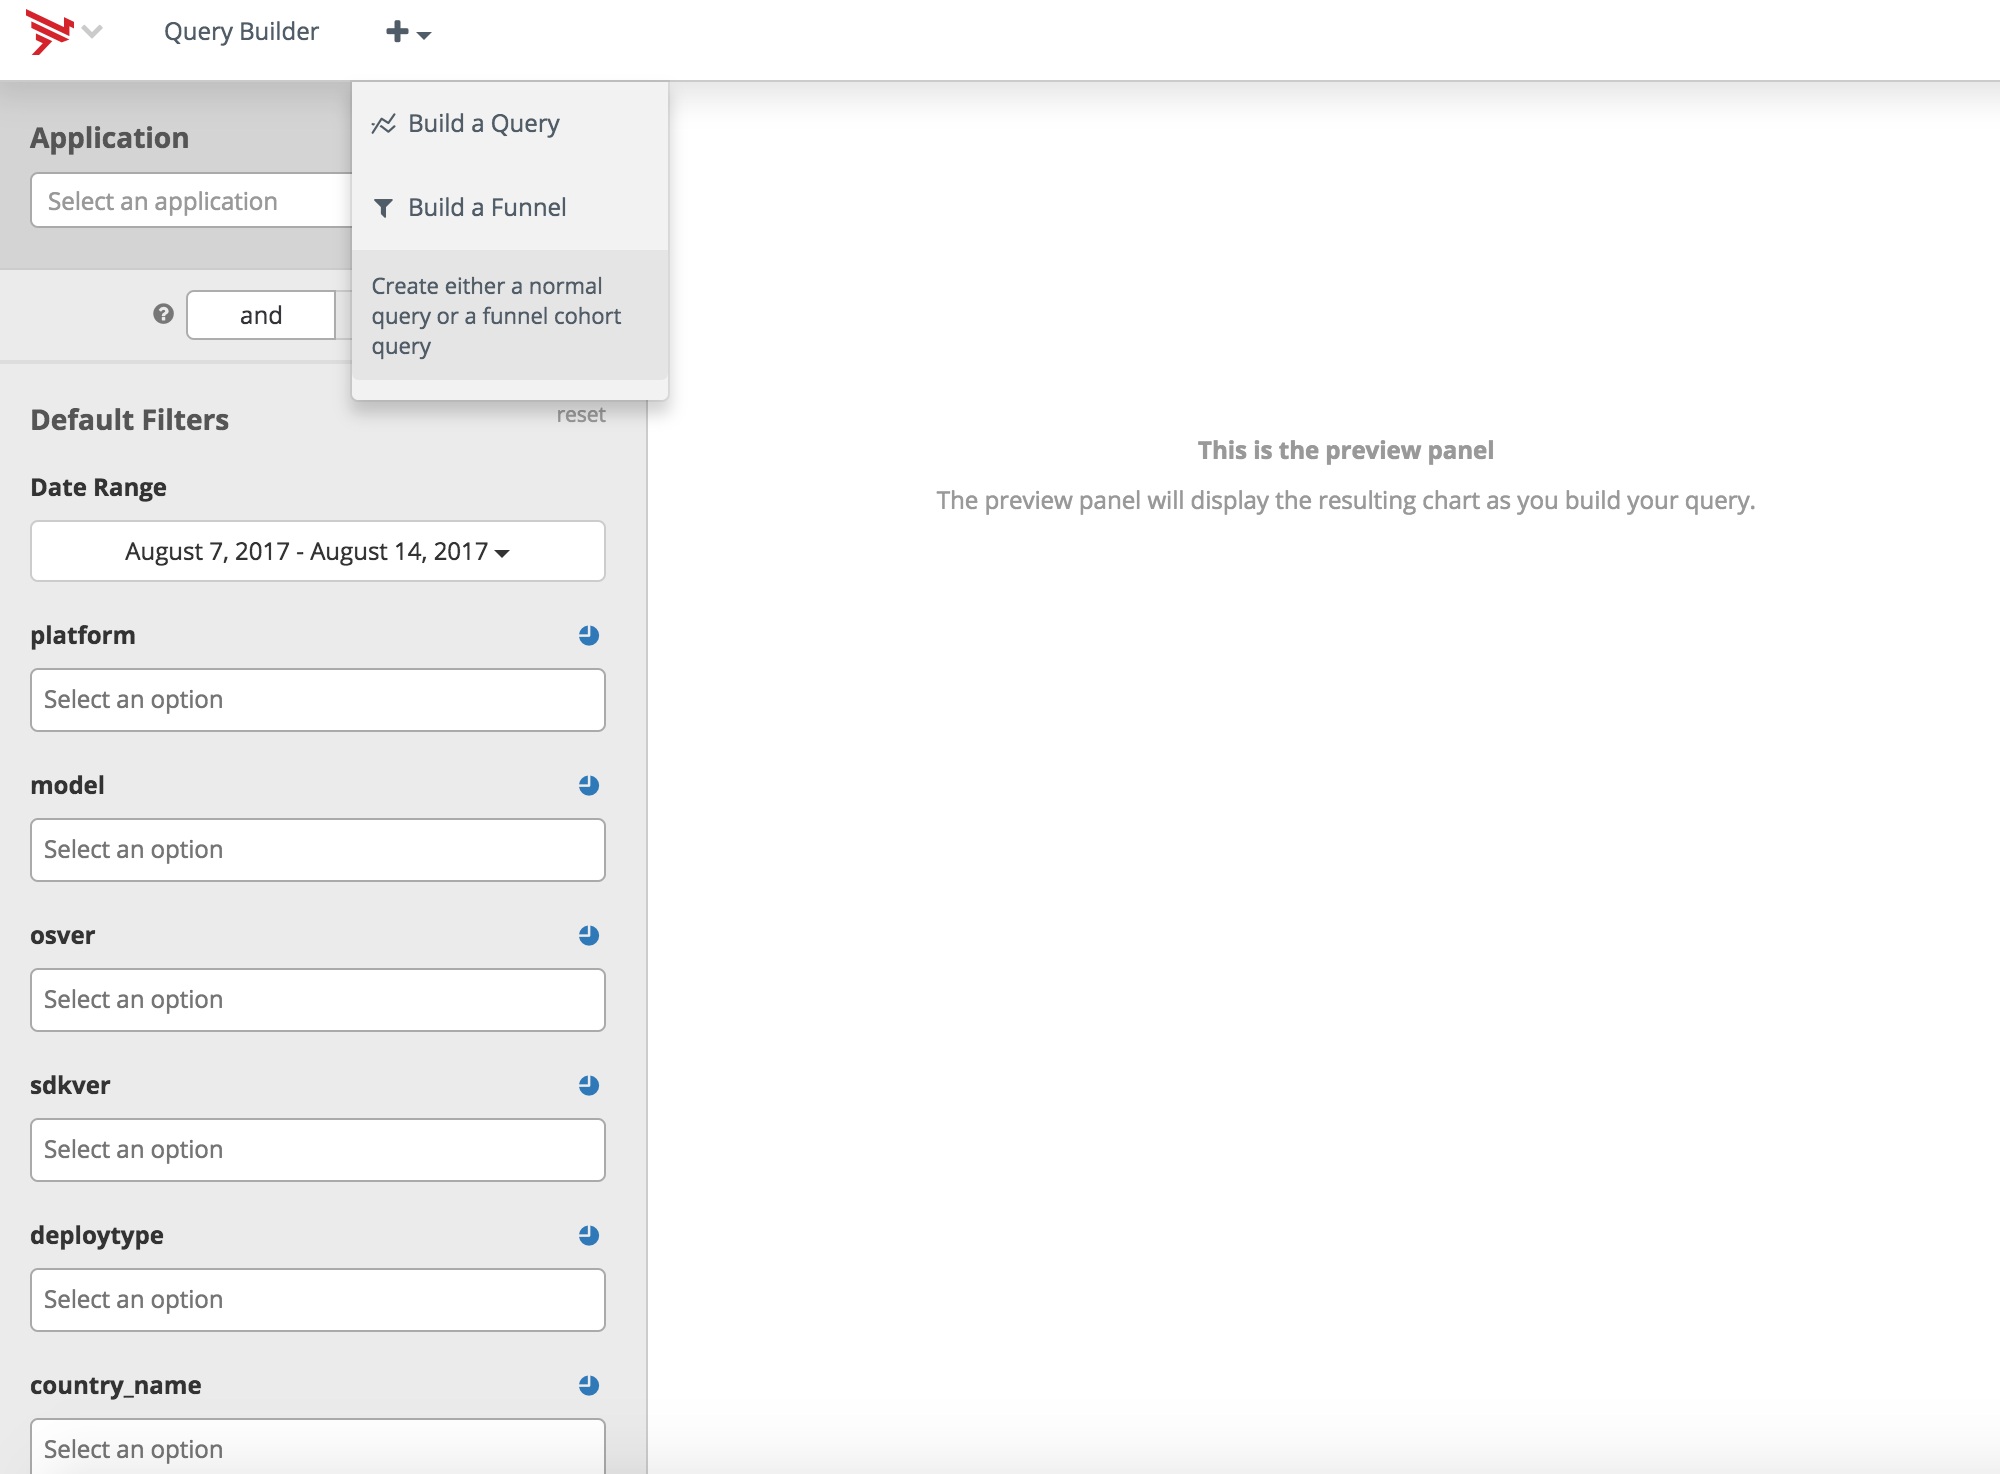 Query Builder
Application
Select an application
Build a Query
Build a Funnel
Create either a normal
query or a funnel cohort
query
? and
Default Filters
reset
Date Range
August 7, 2017 - August 14, 2017
platform
Select an option
model
Select an option
osver
Select an option
sdkver
Select an option
deploytype
Select an option
country_name
Select an option
This is the preview panel
The preview panel will display the resulting chart as you build your query.